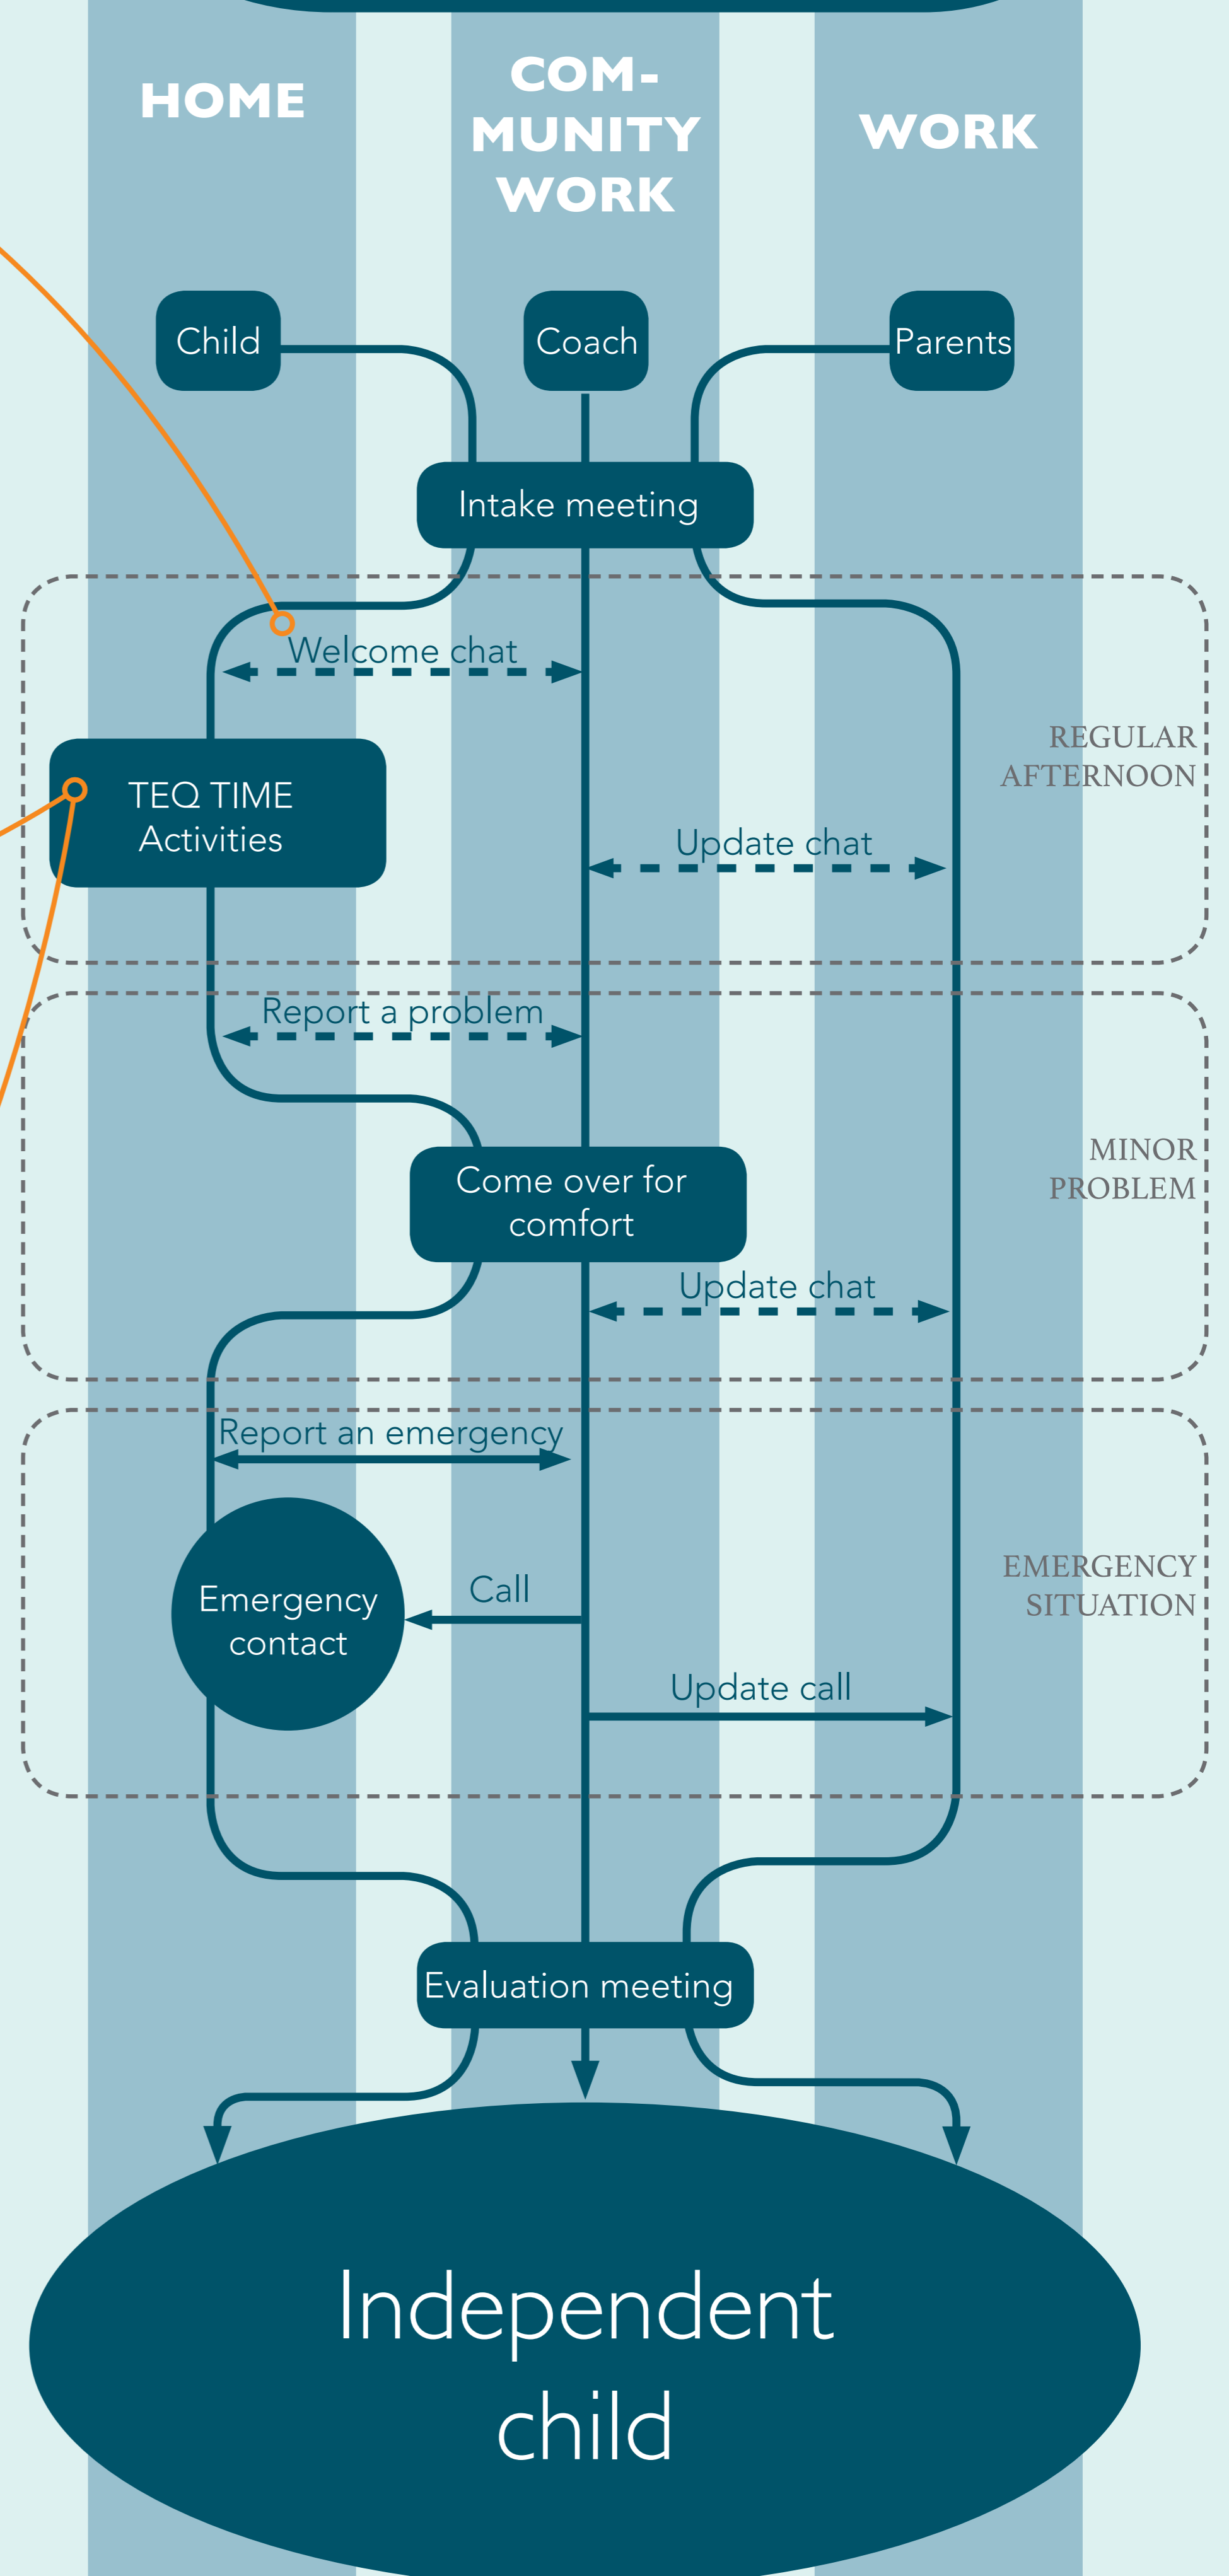 HOME
COM-
MUNITY
WORK
WORK
Child
Coach
Parents
Intake meeting
Welcome chat
REGULAR
AFTERNOON
TEQ TIME
Activities
Update chat
Report a problem
MINOR
PROBLEM
Come over for
comfort
Update chat
Report an emergency
EMERGENCY
SITUATION
Call
Emergency
contact
Update call
Evaluation meeting
Independent
child